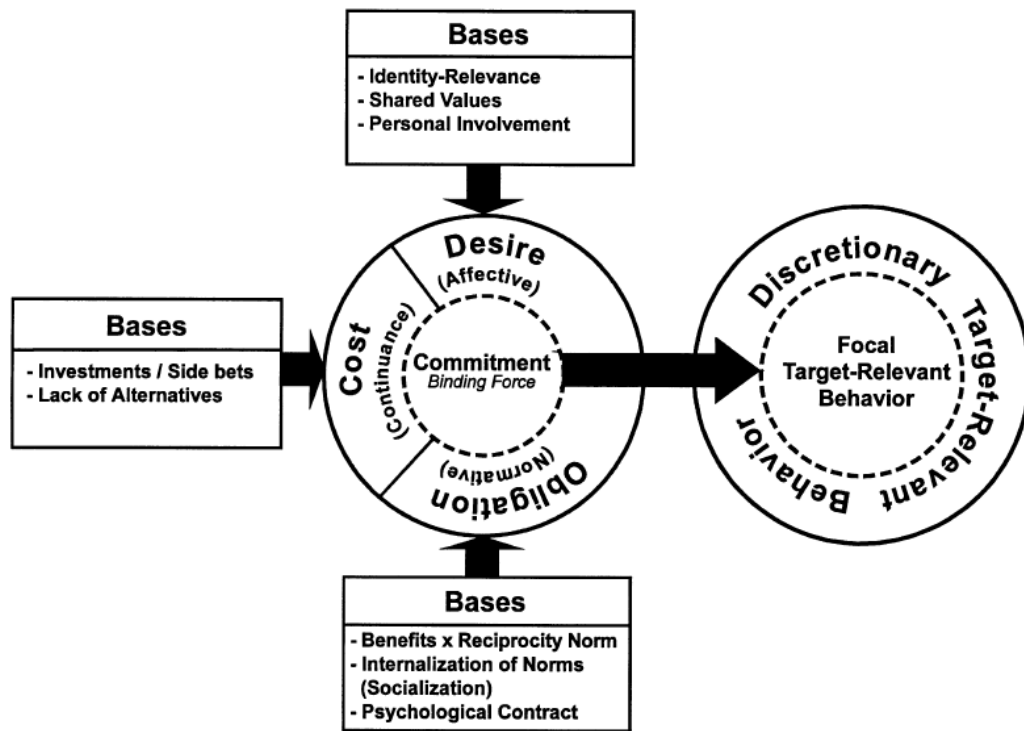 Bases
- Identity-Relevance
- Shared Values
- Personal Involvement
Desire
(Affective)
Cost
(Continuance)
Commitment
Binding Force
Obligation
(Normative)
Bases
- Investments / Side bets
- Lack of Alternatives
Bases
- Benefits x Reciprocity Norm
- Internalization of Norms
(Socialization)
- Psychological Contract
Discretionary Target-Relevant Behavior
Focal
Target-Relevant
Behavior